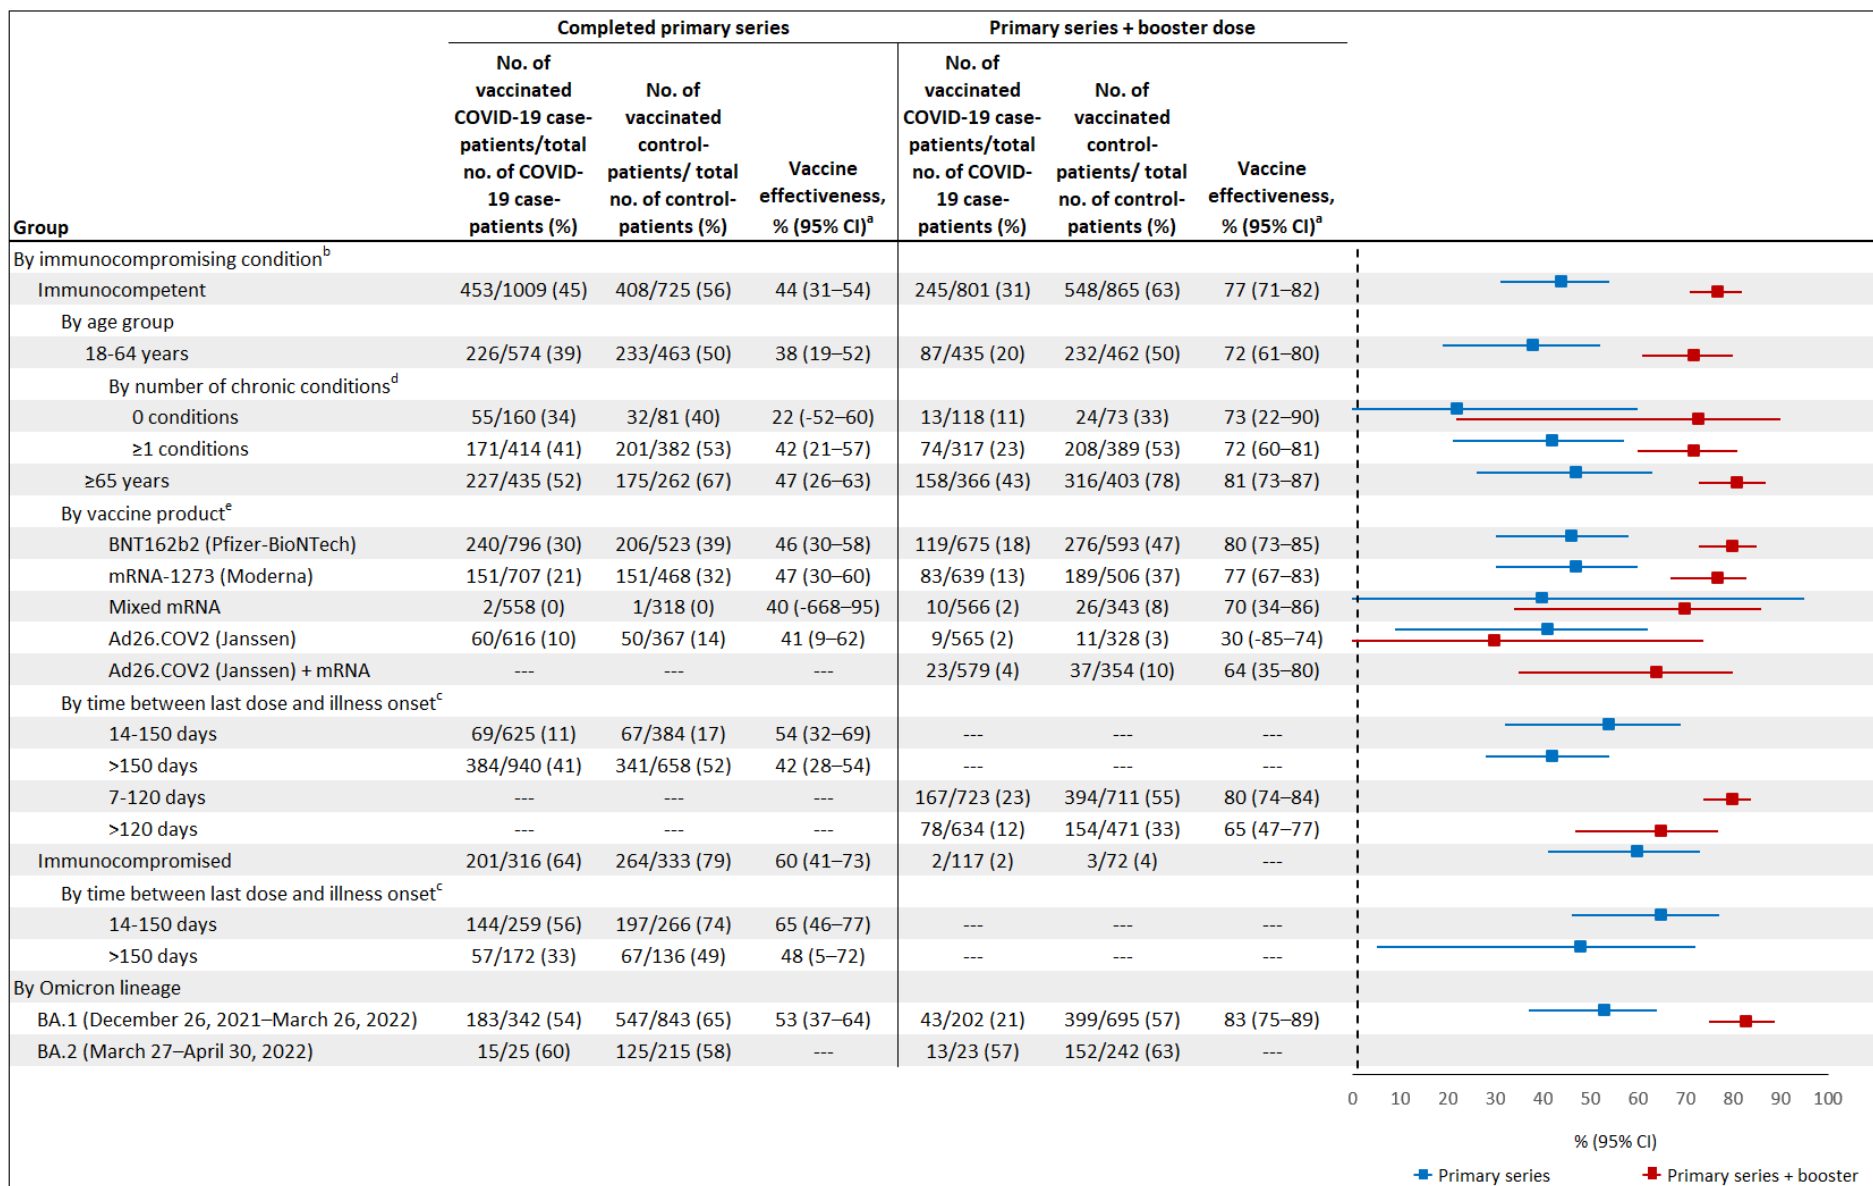 Completed primary series Primary series + booster dose
Group No. of vaccinated COVID-19 case-patients/total no. of COVID-19 case-patients (%) No. of vaccinated control-patients/ total no. of control-patients (%) Vaccine effectiveness, % (95% CI)a No. of vaccinated COVID-19 case-patients/total no. of COVID-19 case-patients (%) No. of vaccinated control-patients/ total no. of control-patients (%) Vaccine effectiveness, % (95% CI)a
By immunocompromising conditionb
Immunocompetent 453/1009 (45) 408/725 (56) 44 (31–54) 245/801 (31) 548/865 (63) 77 (71–82)
By age group
18-64 years 226/574 (39) 233/463 (50) 38 (19–52) 87/435 (20) 232/462 (50) 72 (61–80)
By number of chronic conditionsd
0 conditions 55/160 (34) 32/81 (40) 22 (-52–60) 13/118 (11) 24/73 (33) 73 (22–90)
≥1 conditions 171/414 (41) 201/382 (53) 42 (21–57) 74/317 (23) 208/389 (53) 72 (60–81)
≥65 years 227/435 (52) 175/262 (67) 47 (26–63) 158/366 (43) 316/403 (78) 81 (73–87)
By vaccine producte
BNT162b2 (Pfizer-BioNTech) 240/796 (30) 206/523 (39) 46 (30–58) 119/675 (18) 276/593 (47) 80 (73–85)
mRNA-1273 (Moderna) 151/707 (21) 151/468 (32) 47 (30–60) 83/639 (13) 189/506 (37) 77 (67–83)
Mixed mRNA 2/558 (0) 1/318 (0) 40 (-668–95) 10/566 (2) 26/343 (8) 70 (34–86)
Ad26.COV2 (Janssen) 60/616 (10) 50/367 (14) 41 (9–62) 9/565 (2) 11/328 (3) 30 (-85–74)
Ad26.COV2 (Janssen) + mRNA --- --- --- 23/579 (4) 37/354 (10) 64 (35–80)
By time between last dose and illness onsetc
14-150 days 69/625 (11) 67/384 (17) 54 (32–69) --- --- ---
>150 days 384/940 (41) 341/658 (52) 42 (28–54) --- --- ---
7-120 days --- --- --- 167/723 (23) 394/711 (55) 80 (74–84)
>120 days --- --- --- 78/634 (12) 154/471 (33) 65 (47–77)
Immunocompromised 201/316 (64) 264/333 (79) 60 (41–73) 2/117 (2) 3/72 (4) ---
By time between last dose and illness onsetc
14-150 days 144/259 (56) 197/266 (74) 65 (46–77) --- --- ---
>150 days 57/172 (33) 67/136 (49) 48 (5–72) --- --- ---
By Omicron lineage
BA.1 (December 26, 2021–March 26, 2022) 183/342 (54) 547/843 (65) 53 (37–64) 43/202 (21) 399/695 (57) 83 (75–89)
BA.2 (March 27–April 30, 2022) 15/25 (60) 125/215 (58) --- 13/23 (57) 152/242 (63) ---
0 10 20 30 40 50 60 70 80 90 100
% (95% CI)
Primary series Primary series + booster